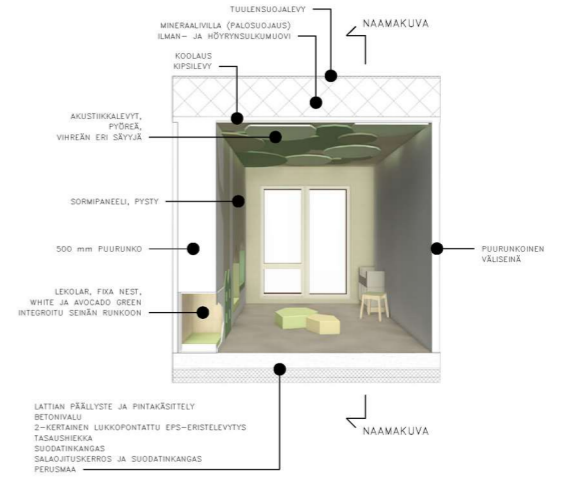 TUULENSUOJALEVY
MINERAALIVILLA (PALOSUOJAUS)
ILMAN- JA HÖYRYNSULKUMUOVI
NAAMAKUVA
KOOLAUS
KIPSILEVY
AKUSTIIKKALEVYT,
PYÖREÄ,
VIHREÄN ERI SÄYYJÄ
SORMIPANEELI, PYSTY
500 mm PUURUNKO
PUURUNKOINEN
VÄLISEINÄ
LEKOLAR, FIXA NEST,
WHITE JA AVOCADO GREEN
INTEGROITU SEINÄN RUNKOON
LATTIAN PÄÄLLYSTE JA PINTAKÄSITTELY
BETONIVALU
2-KERTAINEN LUKKOPONTATTU EPS-ERISTELEVYTYS
TASAUSHIEKKA
SUODATINKANGAS
SALAOJITUSKERROS JA SUODATINKANGAS
PERUSMAA
NAAMAKUVA